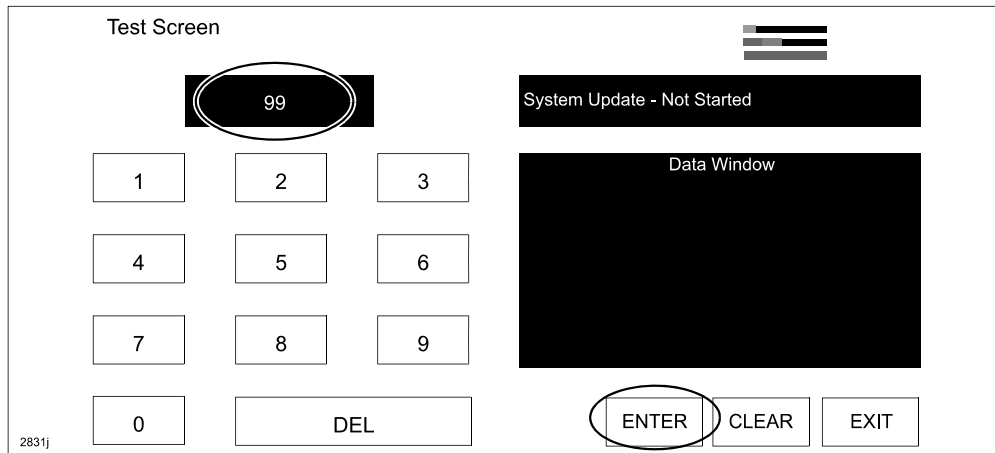 Test Screen
99
System Update - Not Started
Data Window
1 2 3
4 5 6
7 8 9
0 DEL
ENTER CLEAR EXIT
2831j